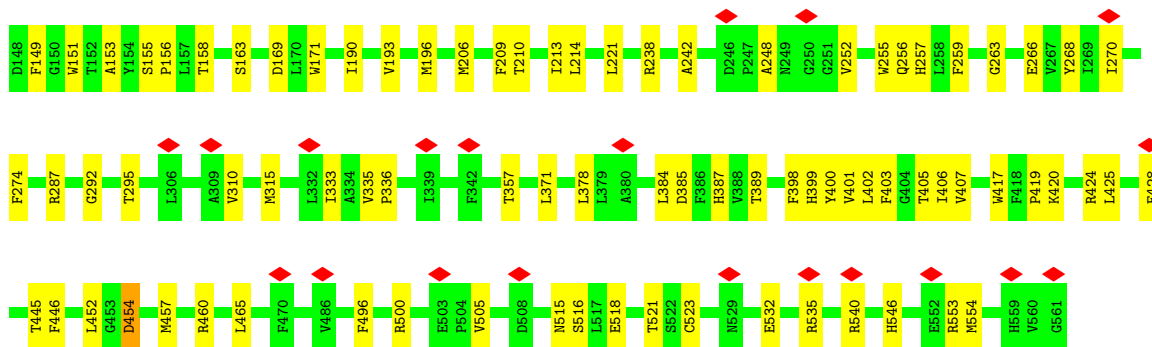 D148 F149 G150 W151 T152 A153 Y154 S155 P156 L157 T158 S163 D169 L170 W171 I190 V193 M196 M206 F209 T210 I213 L214 L221 R238 A242 D246 P247 A248 N249 G250 G251 V252 W255 Q256 H257 L258 F259 G263 E266 V267 Y268 I269 I270
F274 R287 G292 T295 L306 A309 V310 M315 L332 I333 A334 V335 P336 I339 F342 T357 L371 L378 L379 A380 L384 D385 F386 H387 V388 T389 F398 H399 Y400 V401 L402 F403 G404 T405 I406 V407 W417 F418 P419 K420 R424 L425
T445 F446 L452 G453 D454 M457 R460 L465 F470 V486 F496 R500 E503 P504 V505 D508 N515 S516 L517 E518 T521 S522 C523 N529 E532 R535 R540 H546 E552 R553 M554 H559 V560 G561